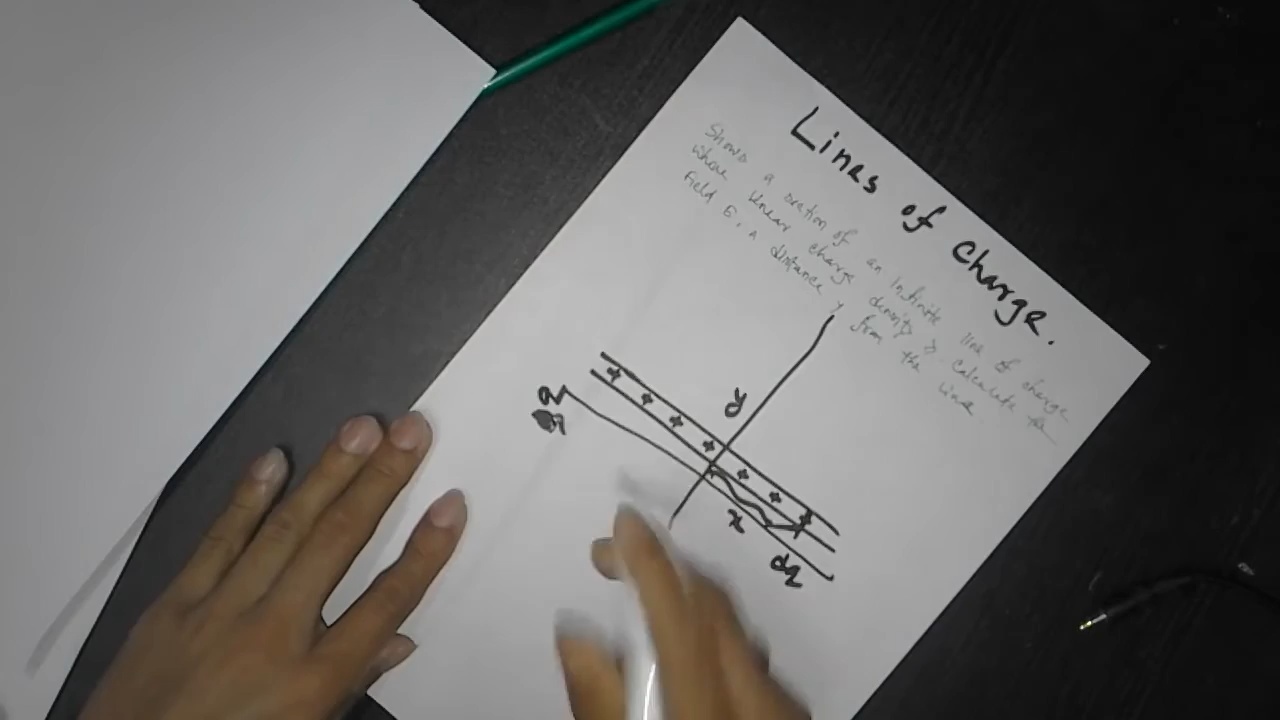 Lines of Charge.
Shows a section of an infinite line of charge
whose linear charge density λ. Calculate the
Field E, a distance y from the line
y
x
dq